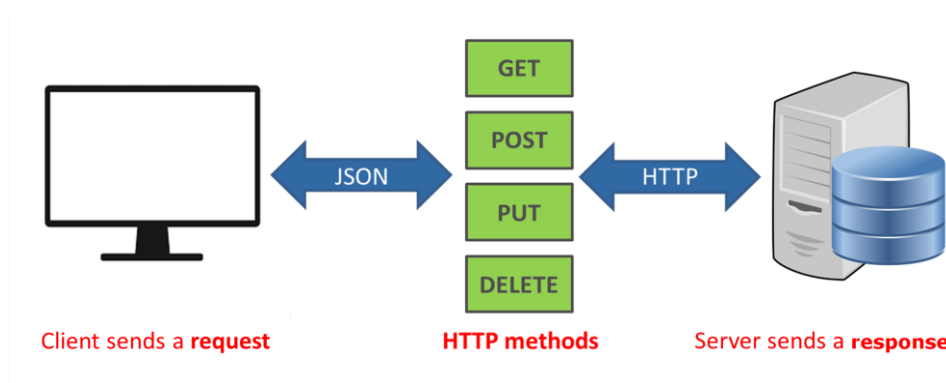 GET
POST
JSON
HTTP
PUT
DELETE
Client sends a request
HTTP methods
Server sends a response